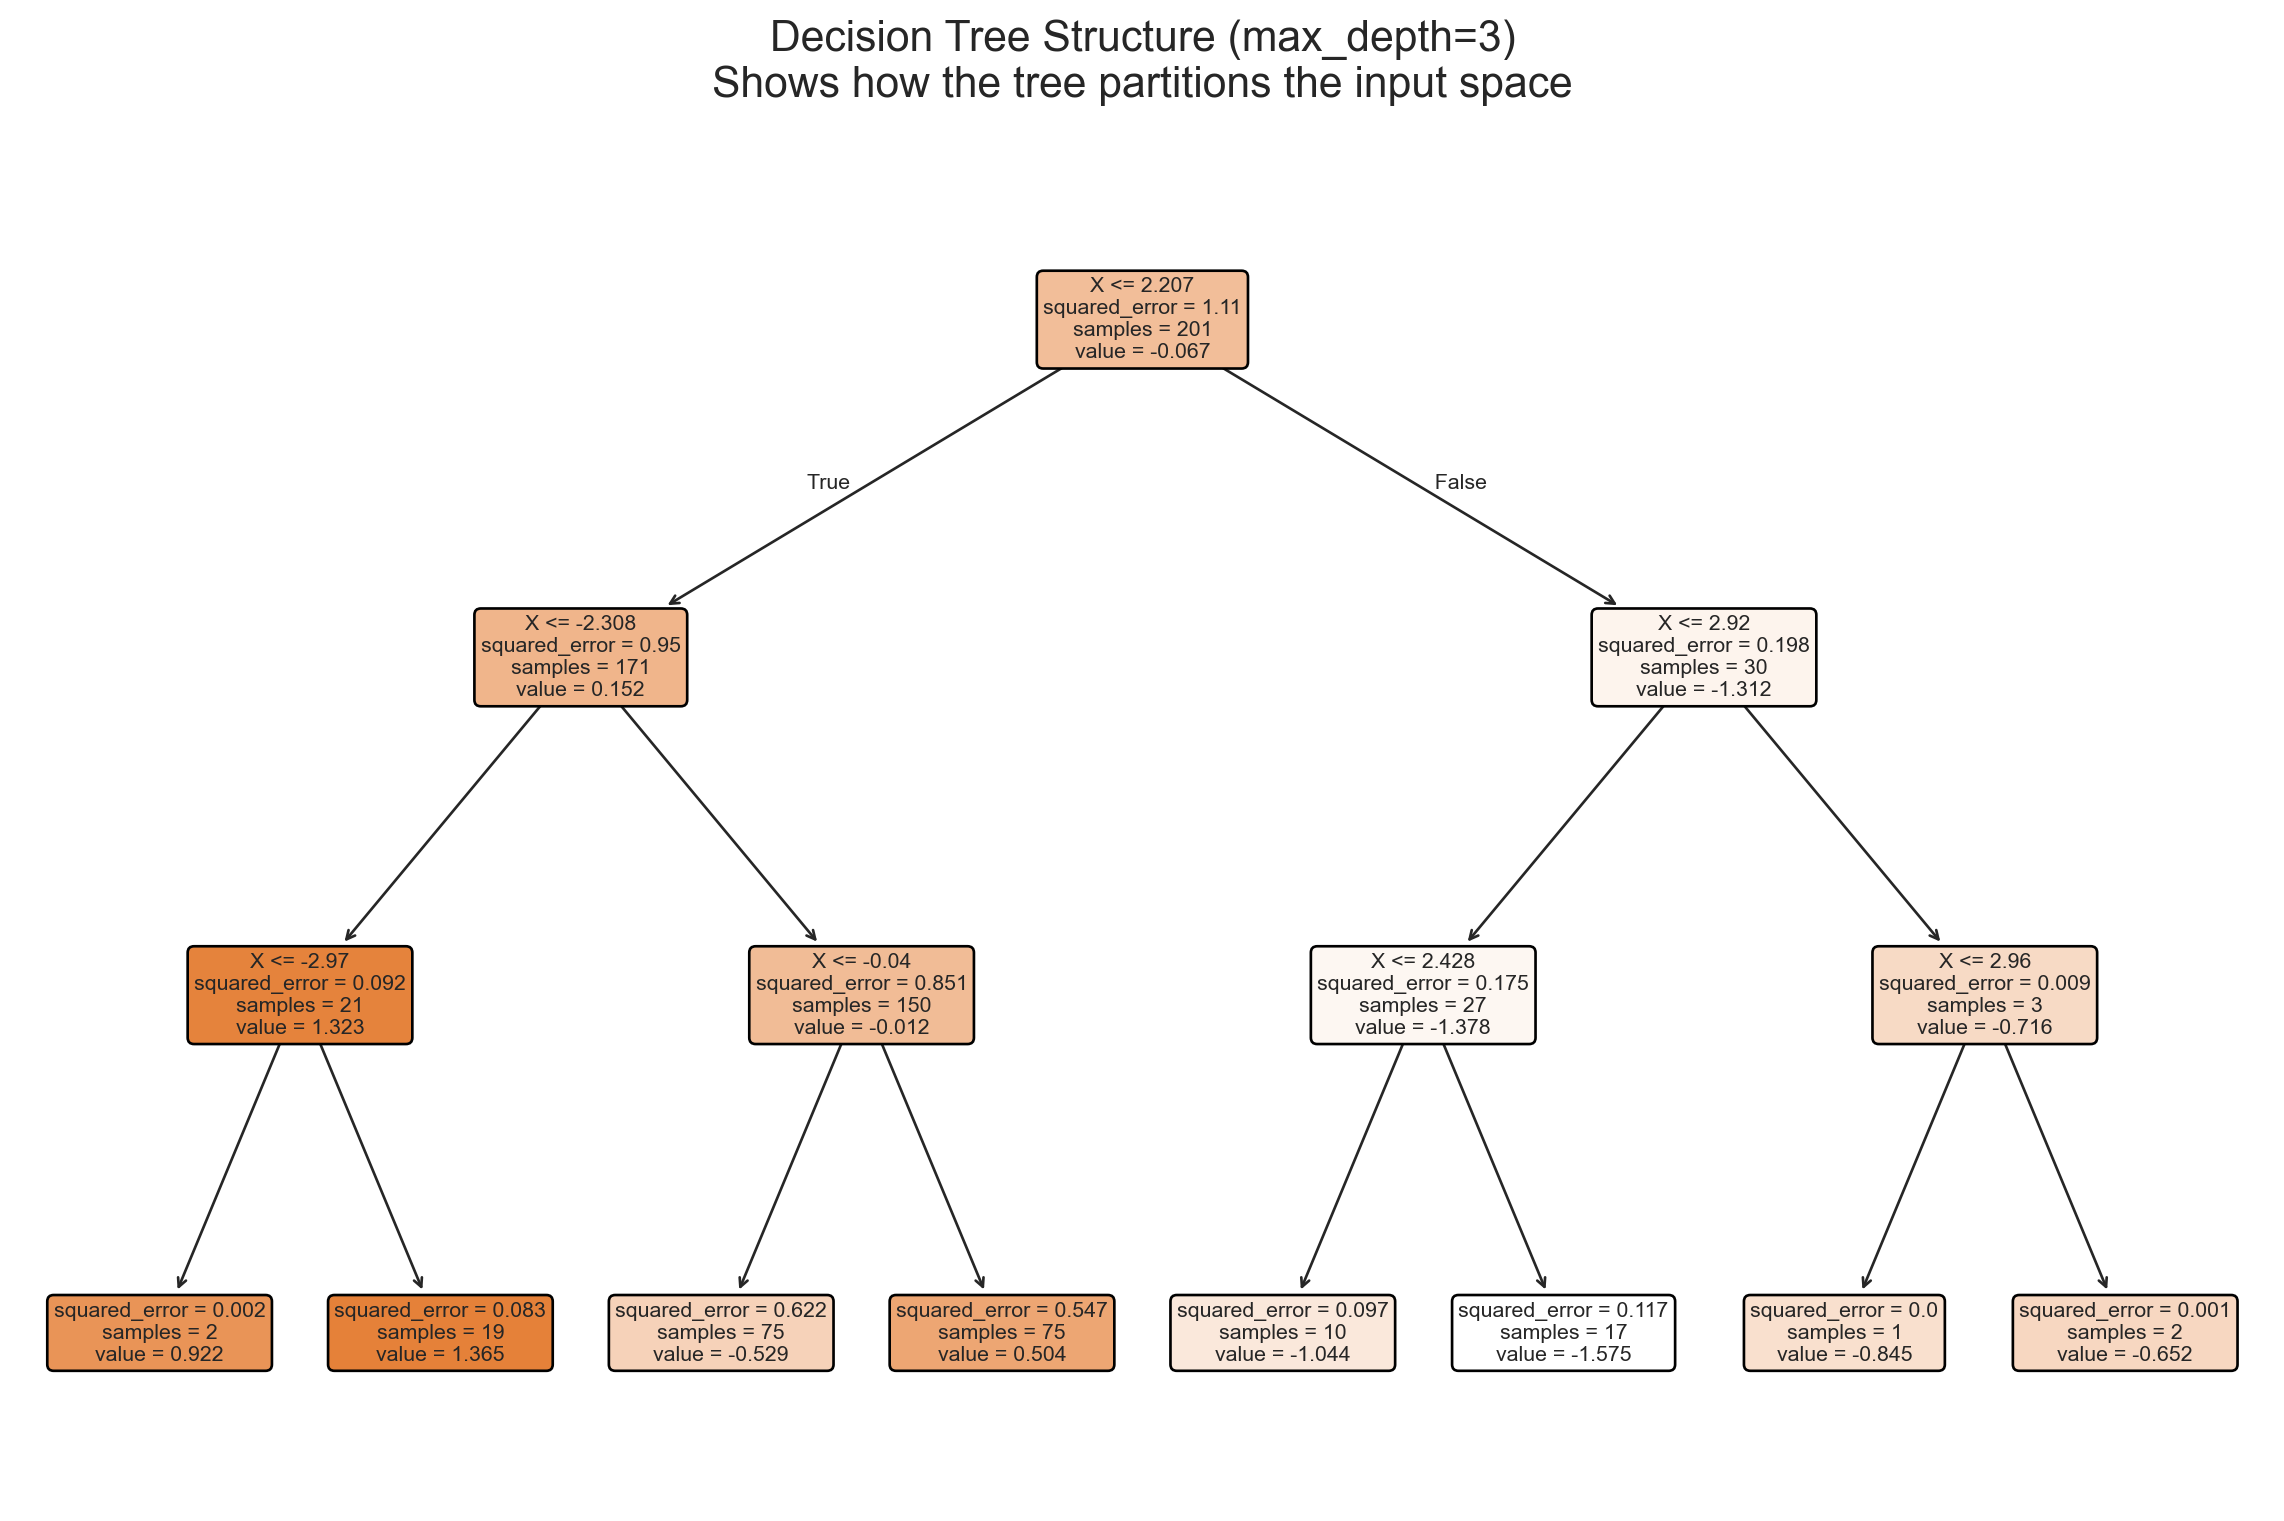 Decision Tree Structure (max_depth=3)
Shows how the tree partitions the input space
X <= 2.207
squared_error = 1.11
samples = 201
value = -0.067
True
False
X <= -2.308
squared_error = 0.95
samples = 171
value = 0.152
X <= 2.92
squared_error = 0.198
samples = 30
value = -1.312
X <= -2.97
squared_error = 0.092
samples = 21
value = 1.323
X <= -0.04
squared_error = 0.851
samples = 150
value = -0.012
X <= 2.428
squared_error = 0.175
samples = 27
value = -1.378
X <= 2.96
squared_error = 0.009
samples = 3
value = -0.716
squared_error = 0.002
samples = 2
value = 0.922
squared_error = 0.083
samples = 19
value = 1.365
squared_error = 0.622
samples = 75
value = -0.529
squared_error = 0.547
samples = 75
value = 0.504
squared_error = 0.097
samples = 10
value = -1.044
squared_error = 0.117
samples = 17
value = -1.575
squared_error = 0.0
samples = 1
value = -0.845
squared_error = 0.001
samples = 2
value = -0.652